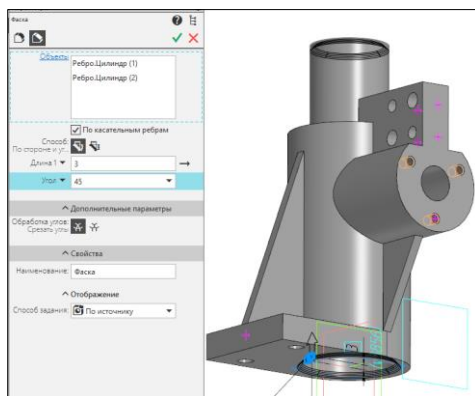 Фаска
Объекты
Ребро.Цилиндр (1)
Ребро.Цилиндр (2)
По касательным ребрам
Способ:
По стороне и уг...
Длина 1 3
Угол 45
Дополнительные параметры
Обработка углов:
Срезать углы
Свойства
Наименование: Фаска
Отображение
Способ задания: По источнику